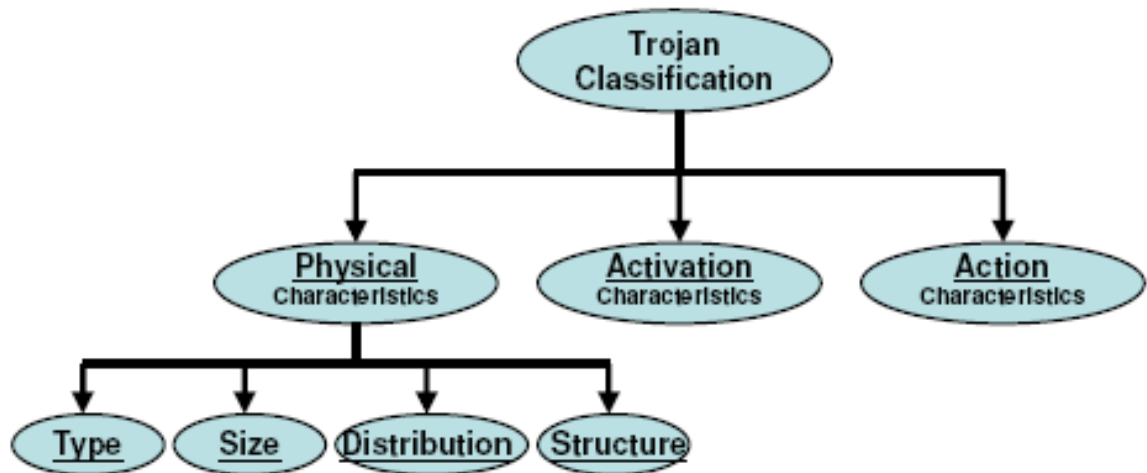 Trojan
Classification
Physical
Characteristics
Activation
Characteristics
Action
Characteristics
Type
Size
Distribution
Structure